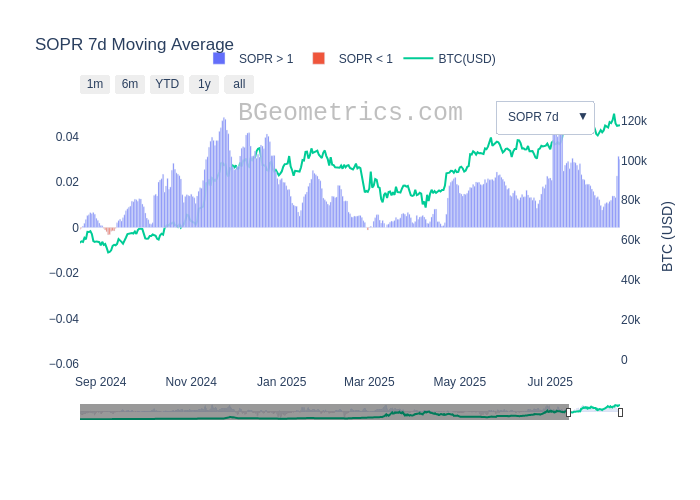 SOPR 7d Moving Average
SOPR > 1
SOPR < 1
BTC(USD)
1m
6m
YTD
1y
all
BGeometrics.com
SOPR 7d
▼
0.04
0.02
0
−0.02
−0.04
−0.06
120k
100k
80k
60k
40k
20k
0
BTC (USD)
Sep 2024
Nov 2024
Jan 2025
Mar 2025
May 2025
Jul 2025